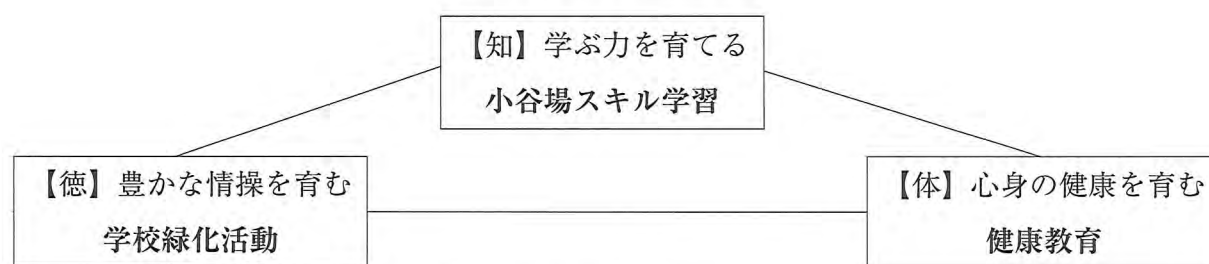 【知】学ぶ力を育てる
小谷場スキル学習
【徳】豊かな情操を育む
学校緑化活動
【体】心身の健康を育む
健康教育